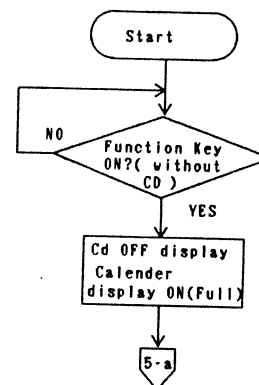 Start
NO
Function Key
ON?( without
CD )
YES
Cd OFF display
Calender
display ON(Full)
5-a